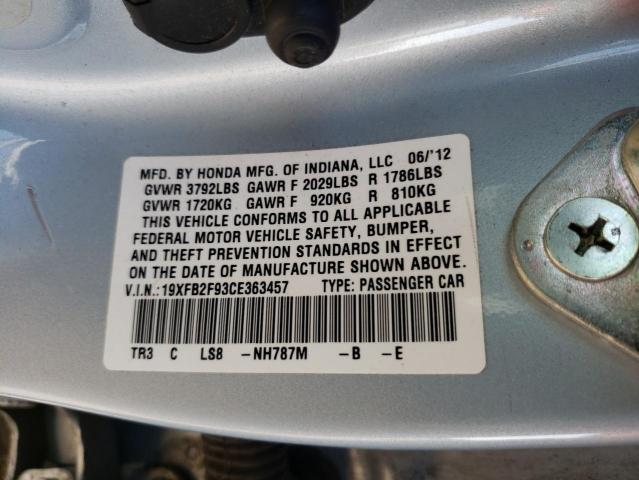 MFD. BY HONDA MFG. OF INDIANA, LLC 06/'12
GVWR 3792LBS GAWR F 2029LBS R 1786LBS
GVWR 1720KG GAWR F 920KG R 810KG
THIS VEHICLE CONFORMS TO ALL APPLICABLE
FEDERAL MOTOR VEHICLE SAFETY, BUMPER,
AND THEFT PREVENTION STANDARDS IN EFFECT
ON THE DATE OF MANUFACTURE SHOWN ABOVE.
V.I.N.:19XFB2F93CE363457 TYPE: PASSENGER CAR
TR3 C LS8 -NH787M -B -E